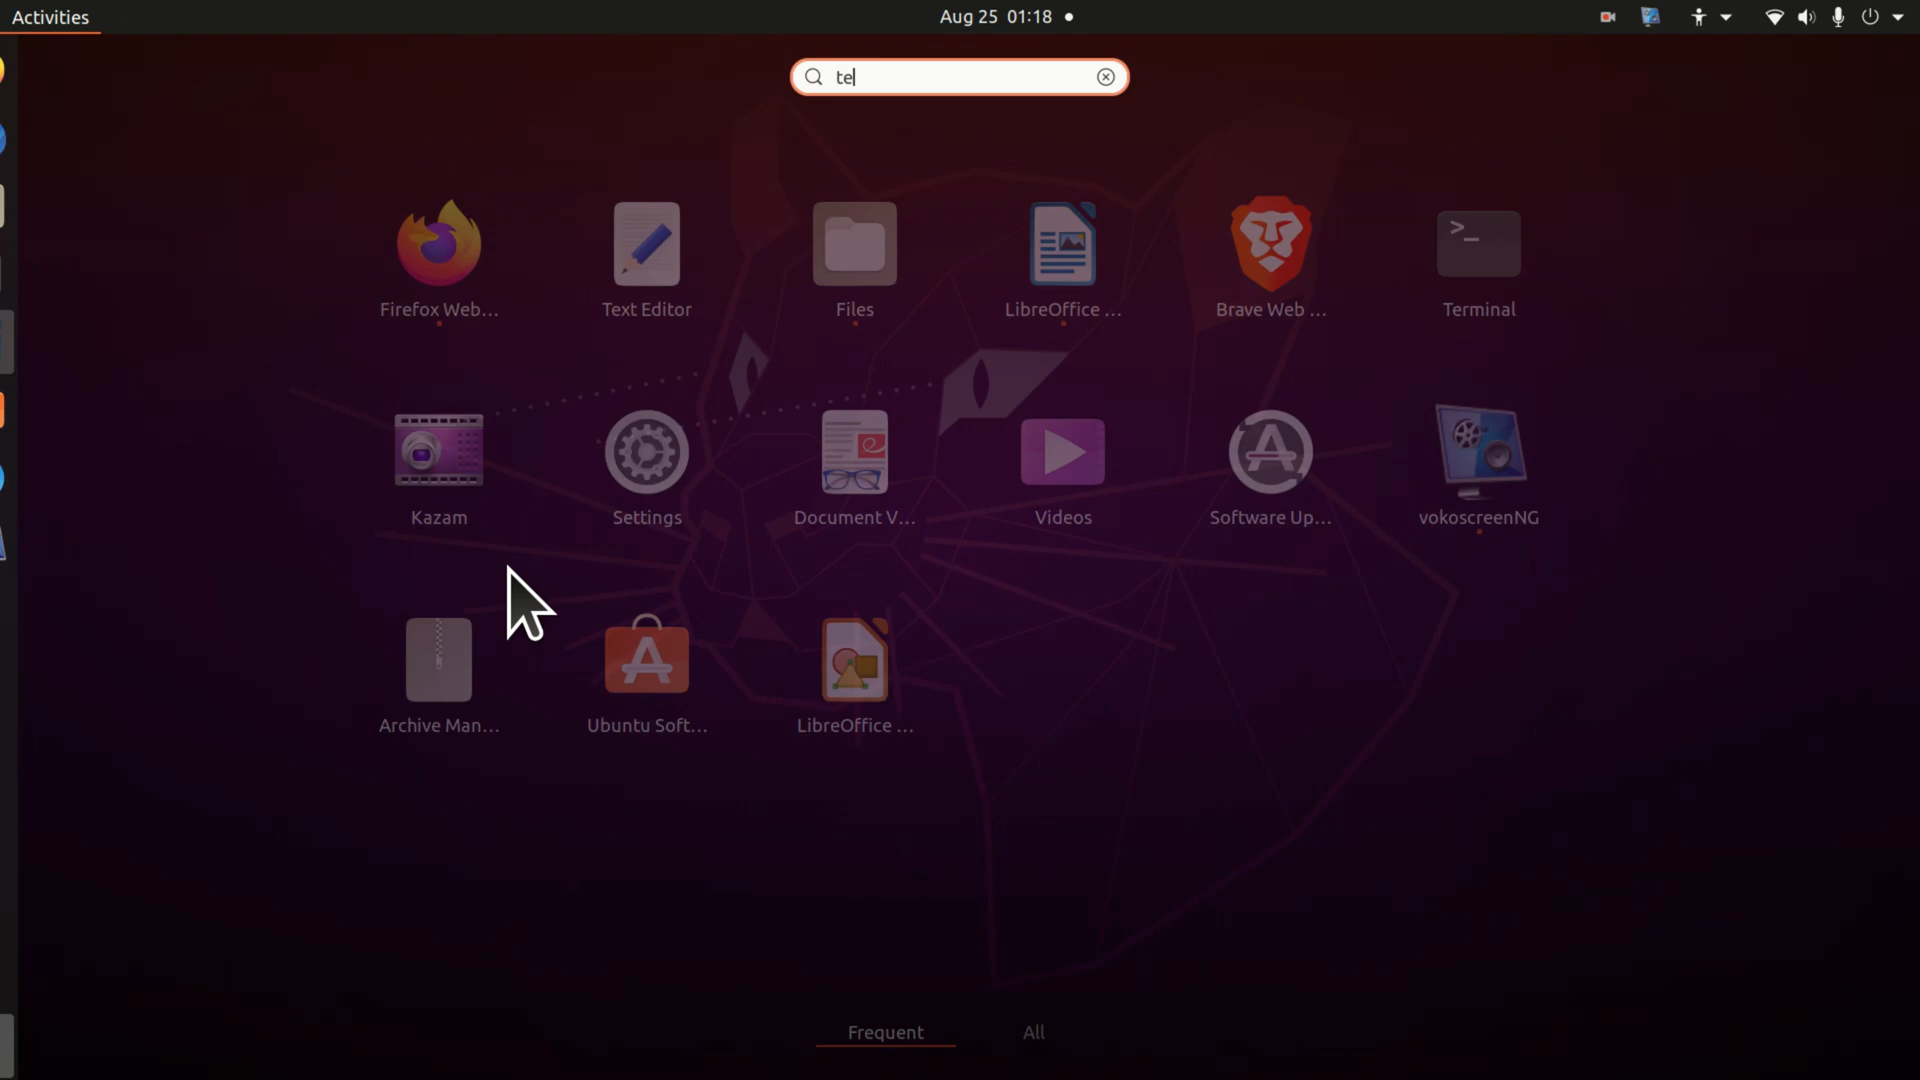 Activities
Aug 25 01:18
te
Firefox Web...
Text Editor
Files
LibreOffice ...
Brave Web ...
Terminal
Kazam
Settings
Document V...
Videos
Software Up...
vokoscreenNG
Archive Man...
Ubuntu Soft...
LibreOffice ...
Frequent
All